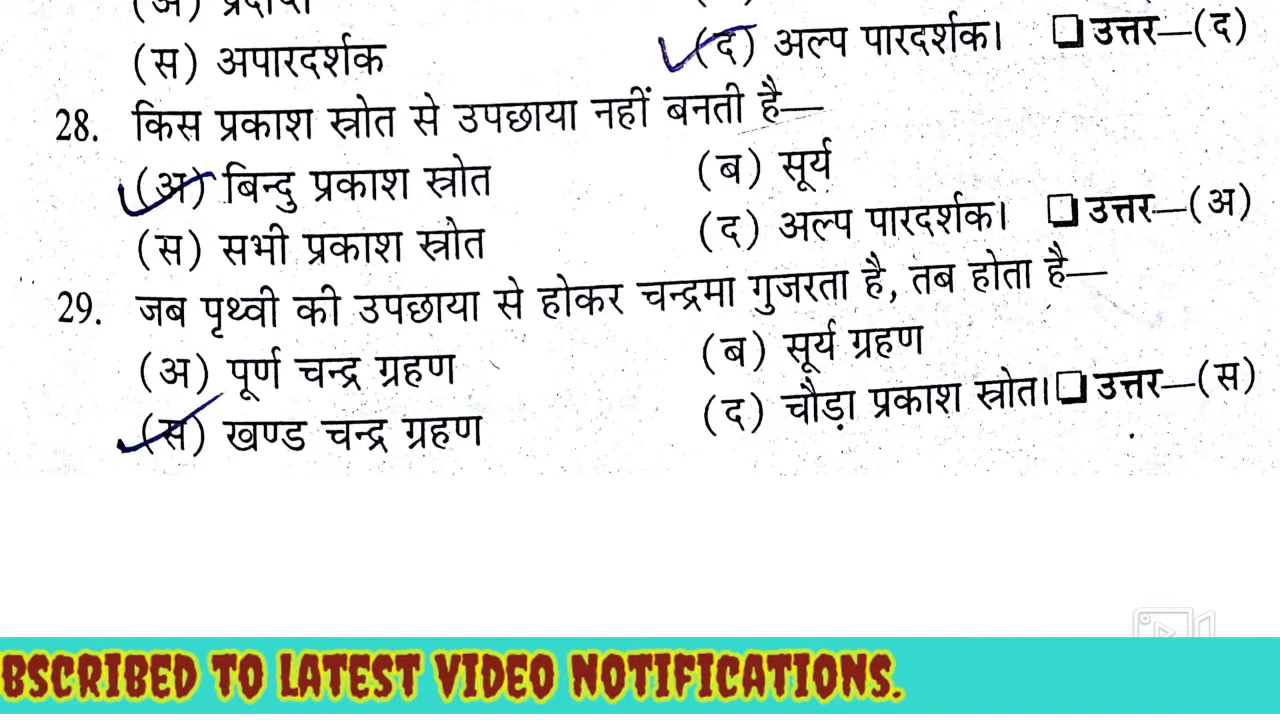 (स) अपारदर्शक (द) अल्प पारदर्शक। उत्तर—(द)
28. किस प्रकाश स्रोत से उपछाया नहीं बनती है—
(अ) बिन्दु प्रकाश स्रोत (ब) सूर्य
(स) सभी प्रकाश स्रोत (द) अल्प पारदर्शक। उत्तर—(अ)
29. जब पृथ्वी की उपछाया से होकर चन्द्रमा गुजरता है, तब होता है—
(अ) पूर्ण चन्द्र ग्रहण (ब) सूर्य ग्रहण
(स) खण्ड चन्द्र ग्रहण (द) चौड़ा प्रकाश स्रोत। उत्तर—(स)
BSCRIBED TO LATEST VIDEO NOTIFICATIONS.